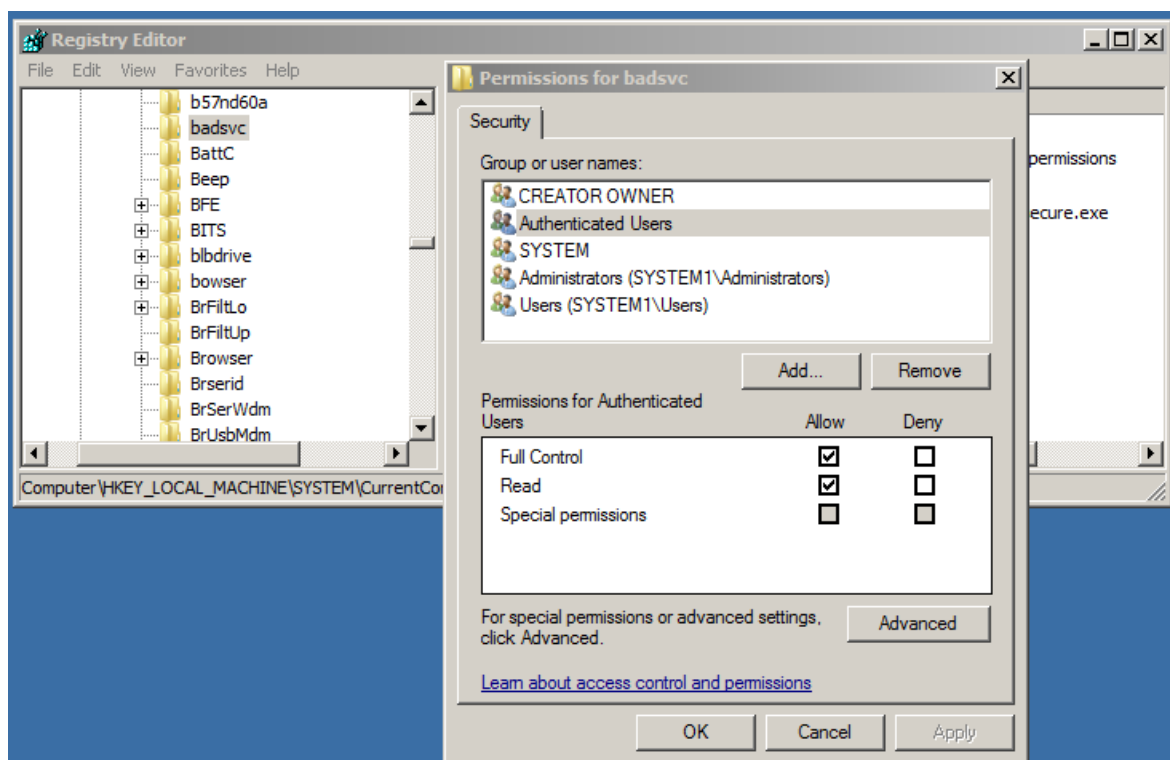 Registry Editor
File Edit View Favorites Help
b57nd60a
badsvc
BattC
Beep
BFE
BITS
blbdrive
bowser
BrFiltLo
BrFiltUp
Browser
Brserid
BrSerWdm
BrUsbMdm
Computer\HKEY_LOCAL_MACHINE\SYSTEM\CurrentCo
permissions
ecure.exe
Permissions for badsvc
Security
Group or user names:
CREATOR OWNER
Authenticated Users
SYSTEM
Administrators (SYSTEM1\Administrators)
Users (SYSTEM1\Users)
Add... Remove
Permissions for Authenticated
Users Allow Deny
Full Control
Read
Special permissions
For special permissions or advanced settings,
click Advanced.
Advanced
Learn about access control and permissions
OK Cancel Apply